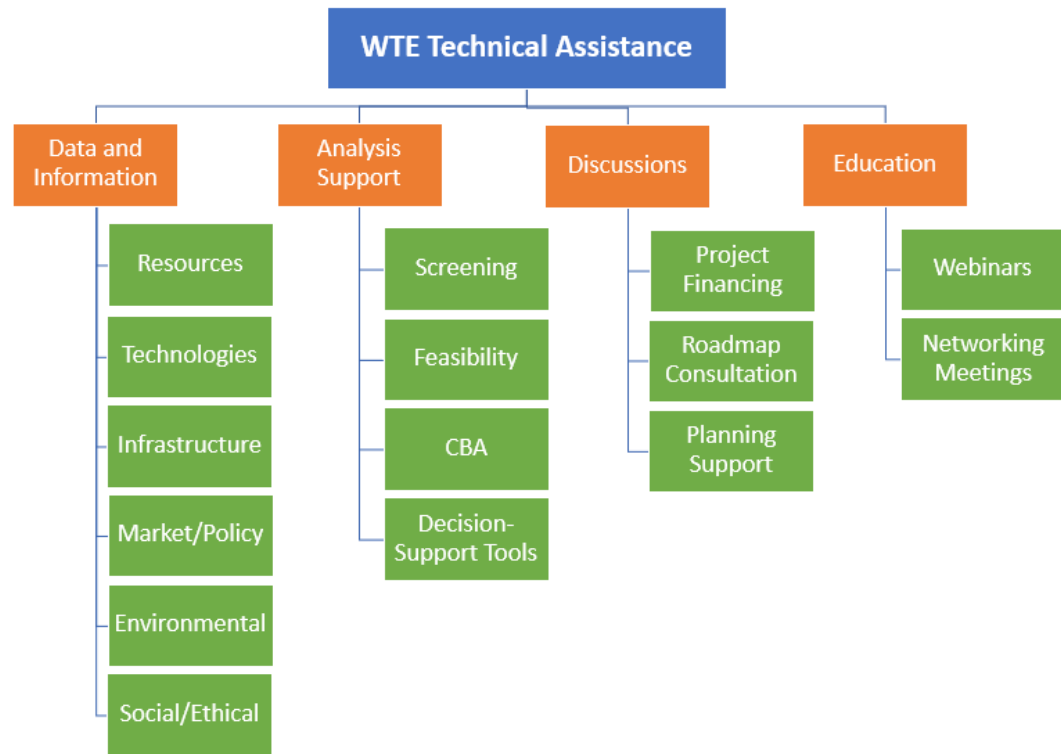 WTE Technical Assistance
Data and
Information
Resources
Technologies
Infrastructure
Market/Policy
Environmental
Social/Ethical
Analysis
Support
Screening
Feasibility
CBA
Decision-
Support Tools
Discussions
Project
Financing
Roadmap
Consultation
Planning
Support
Education
Webinars
Networking
Meetings